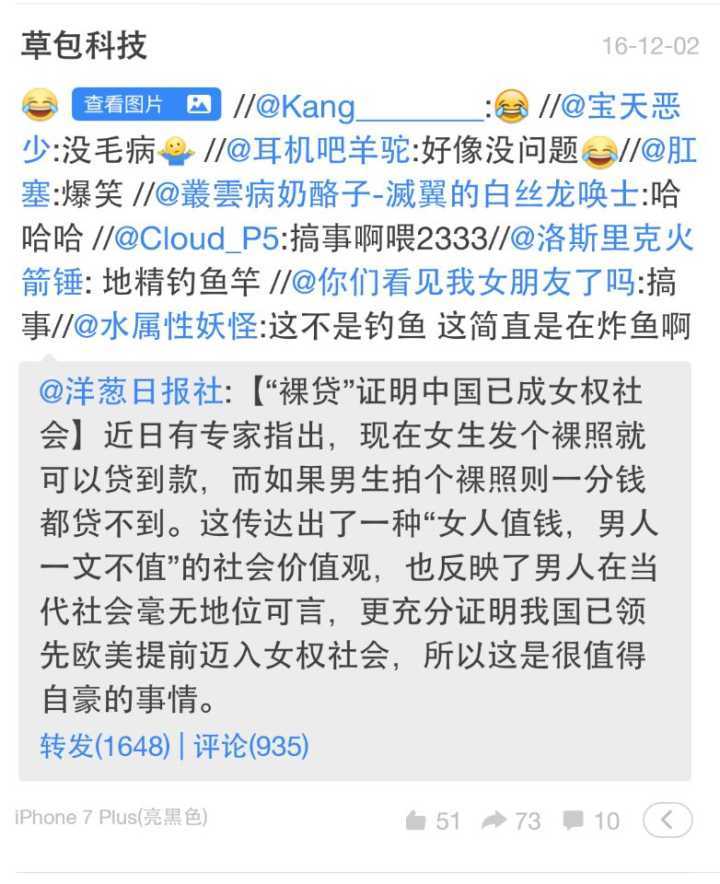 草包科技 16-12-02
😂 查看图片 //@Kang________:😂 //@宝天恶
少:没毛病🤷 //@耳机吧羊驼:好像没问题😂//@肛
塞:爆笑 //@叢雲病奶酪子-滅翼的白丝龙唤士:哈
哈哈 //@Cloud_P5:搞事啊喂2333//@洛斯里克火
箭锤: 地精钓鱼竿 //@你们看见我女朋友了吗:搞
事//@水属性妖怪:这不是钓鱼 这简直是在炸鱼啊
@洋葱日报社:【“裸贷”证明中国已成女权社
会】近日有专家指出，现在女生发个裸照就
可以贷到款，而如果男生拍个裸照则一分钱
都贷不到。这传达出了一种“女人值钱，男人
一文不值”的社会价值观，也反映了男人在当
代社会毫无地位可言，更充分证明我国已领
先欧美提前迈入女权社会，所以这是很值得
自豪的事情。
转发(1648) | 评论(935)
iPhone 7 Plus(亮黑色) 51 73 10